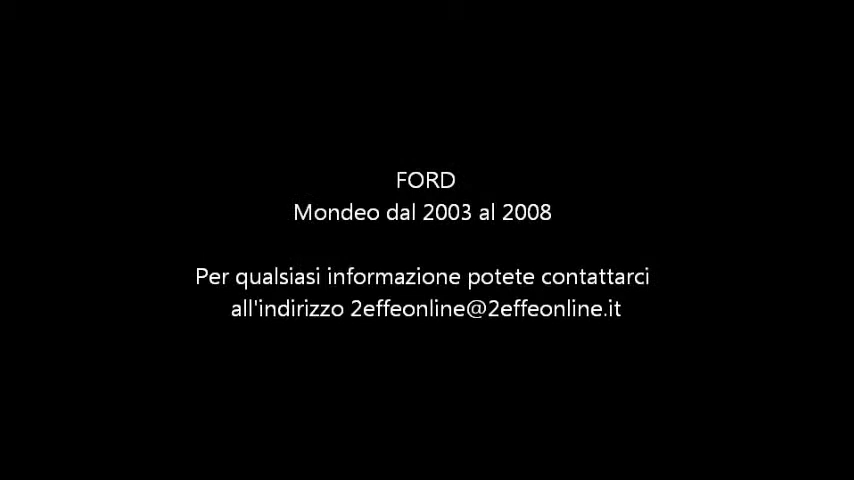 FORD
Mondeo dal 2003 al 2008
Per qualsiasi informazione potete contattarci
all'indirizzo 2effeonline@2effeonline.it